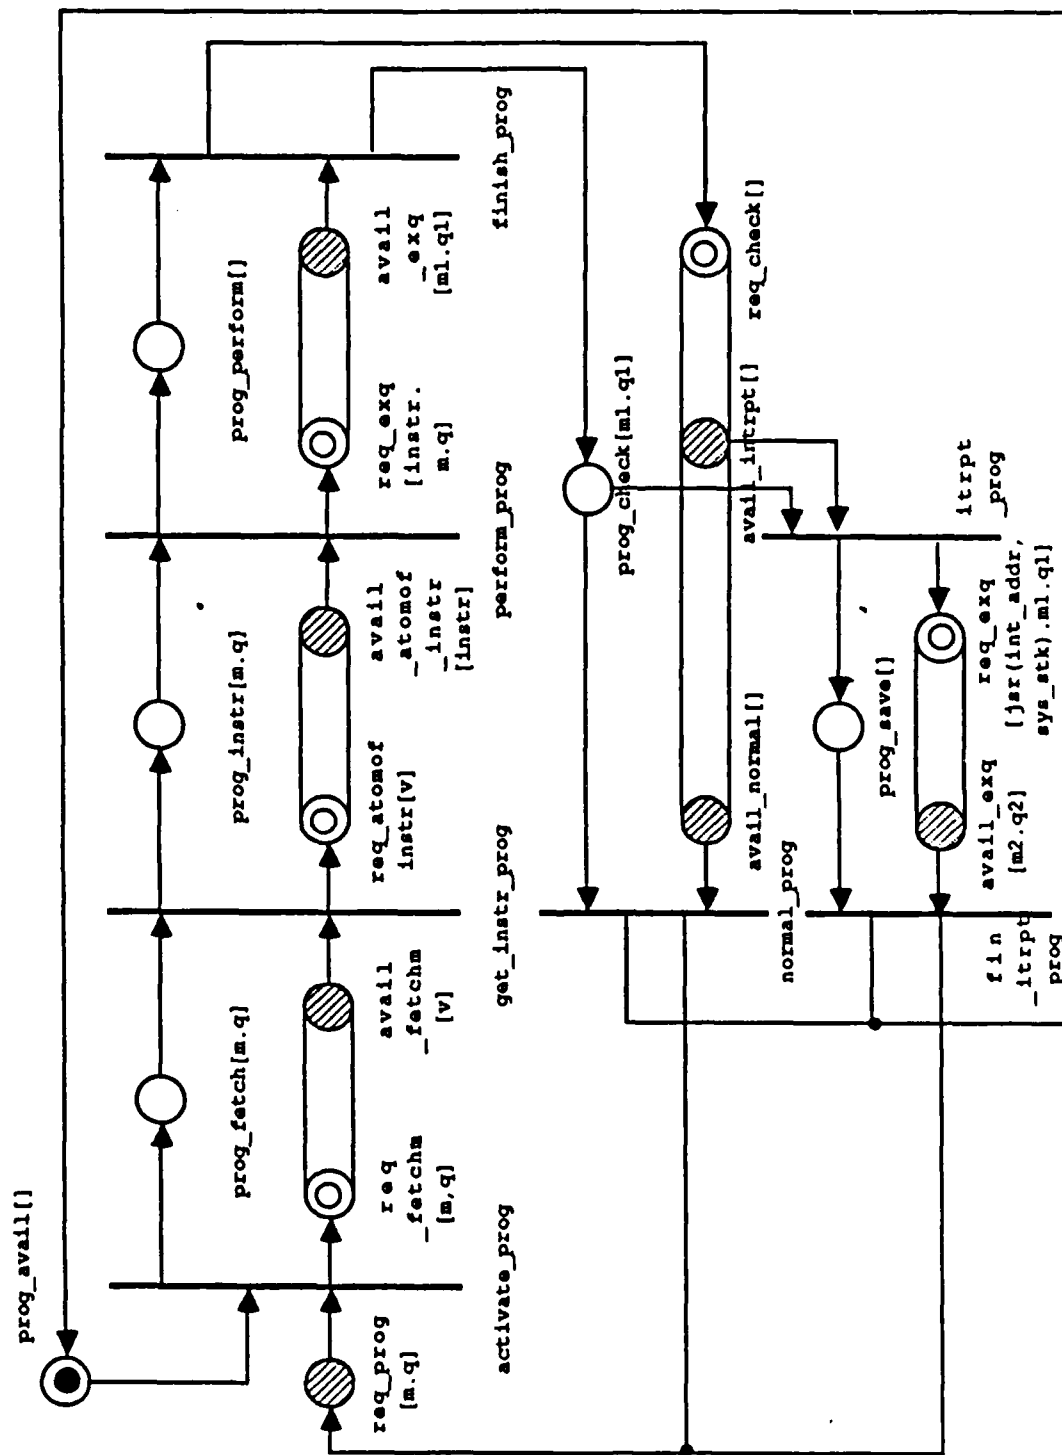 prog_avail[]
req_prog
[m.q]
activate_prog
prog_fetch[m.q]
req
_fetchm
[m,q]
avail
_fetchm
[v]
get_instr_prog
prog_instr[m.q]
req_atomof
instr[v]
avail
_atomof
_instr
[instr]
perform_prog
prog_perform[]
req_exq
[instr.
m.q]
avail
_exq
[m1.q1]
finish_prog
prog_check[m1.q1]
req_check[]
avail_intrpt[]
avail_normal[]
normal_prog
itrpt
_prog
prog_save[]
req_exq
[jsr(int_addr,
sys_stk).m1.q1]
avail_exq
[m2.q2]
fin
_itrpt
_prog